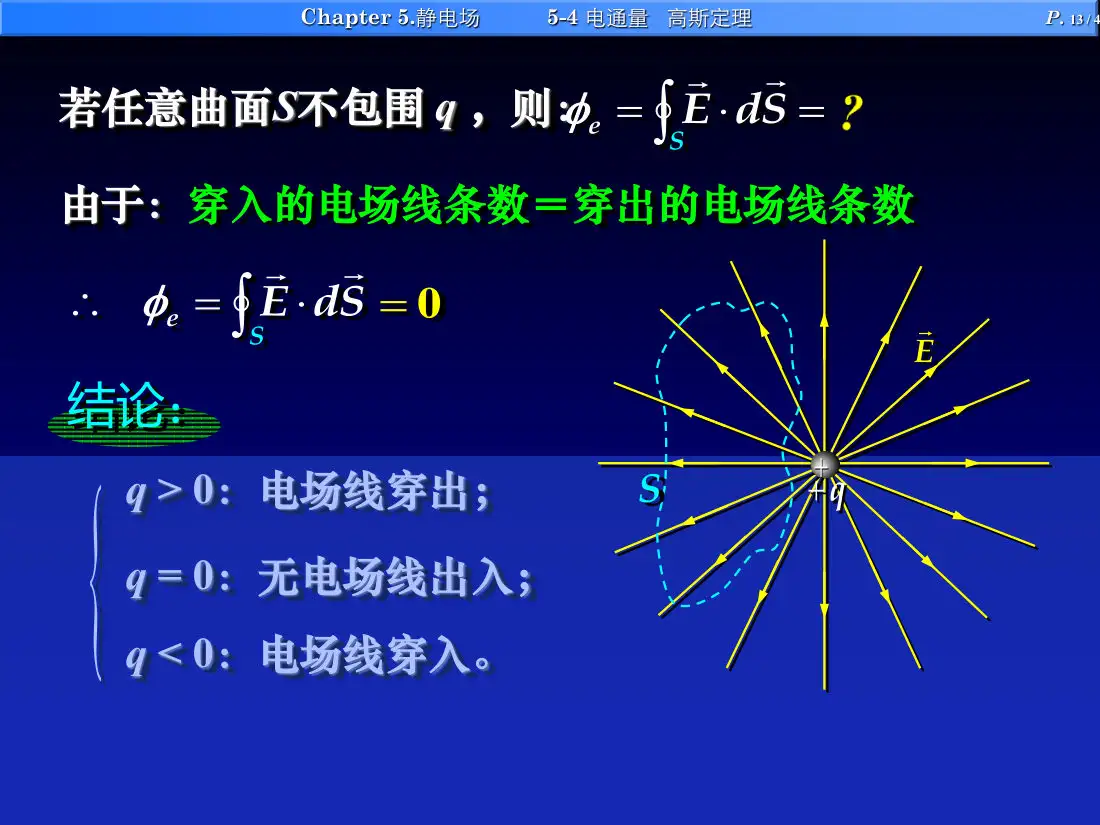 Chapter 5.静电场 5-4 电通量 高斯定理 P. 13 / 4
若任意曲面S不包围 q ，则:ϕe = ∮S E⃗ · dS⃗ = ?
由于：穿入的电场线条数＝穿出的电场线条数
∴ ϕe = ∮S E⃗ · dS⃗ = 0
E⃗
结论：
S
+q
q > 0：电场线穿出；
q = 0：无电场线出入；
q < 0：电场线穿入。